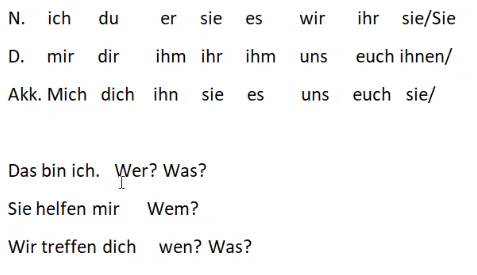 N. ich du er sie es wir ihr sie/Sie
D. mir dir ihm ihr ihm uns euch ihnen/
Akk. Mich dich ihn sie es uns euch sie/
Das bin ich. Wer? Was?
Sie helfen mir Wem?
Wir treffen dich wen? Was?